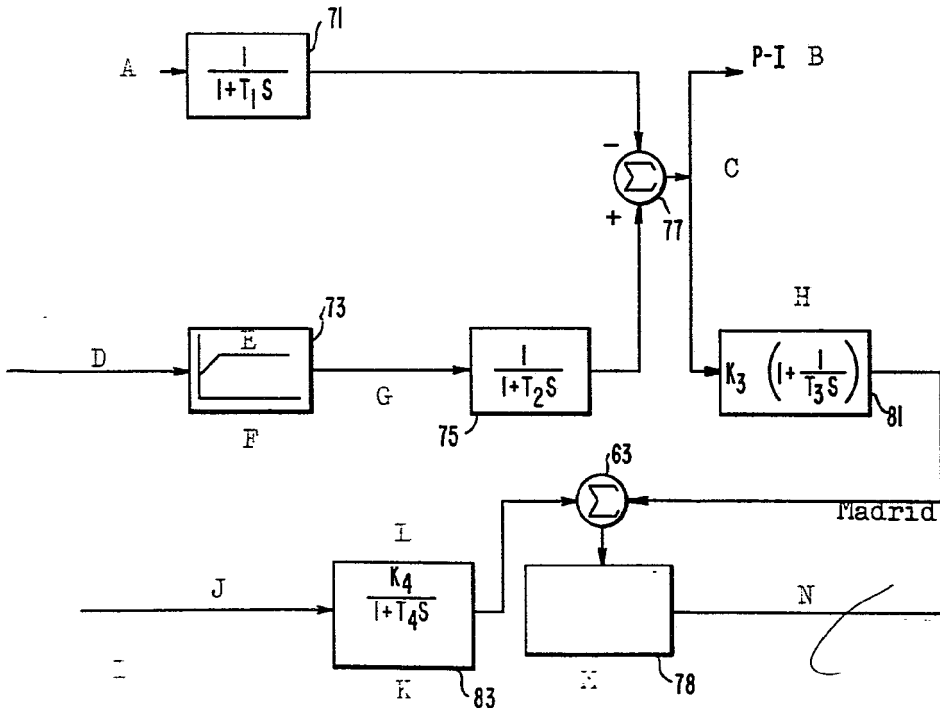 71
A
1
1+T1S
P-I B
-
Σ
C
+
77
H
73
E
D
G
1
1+T2S
K3 (1+ 1
T3S)
F
75
81
63
Σ
Madrid
L
K4
1+T4S
J
N
I
K
83
78